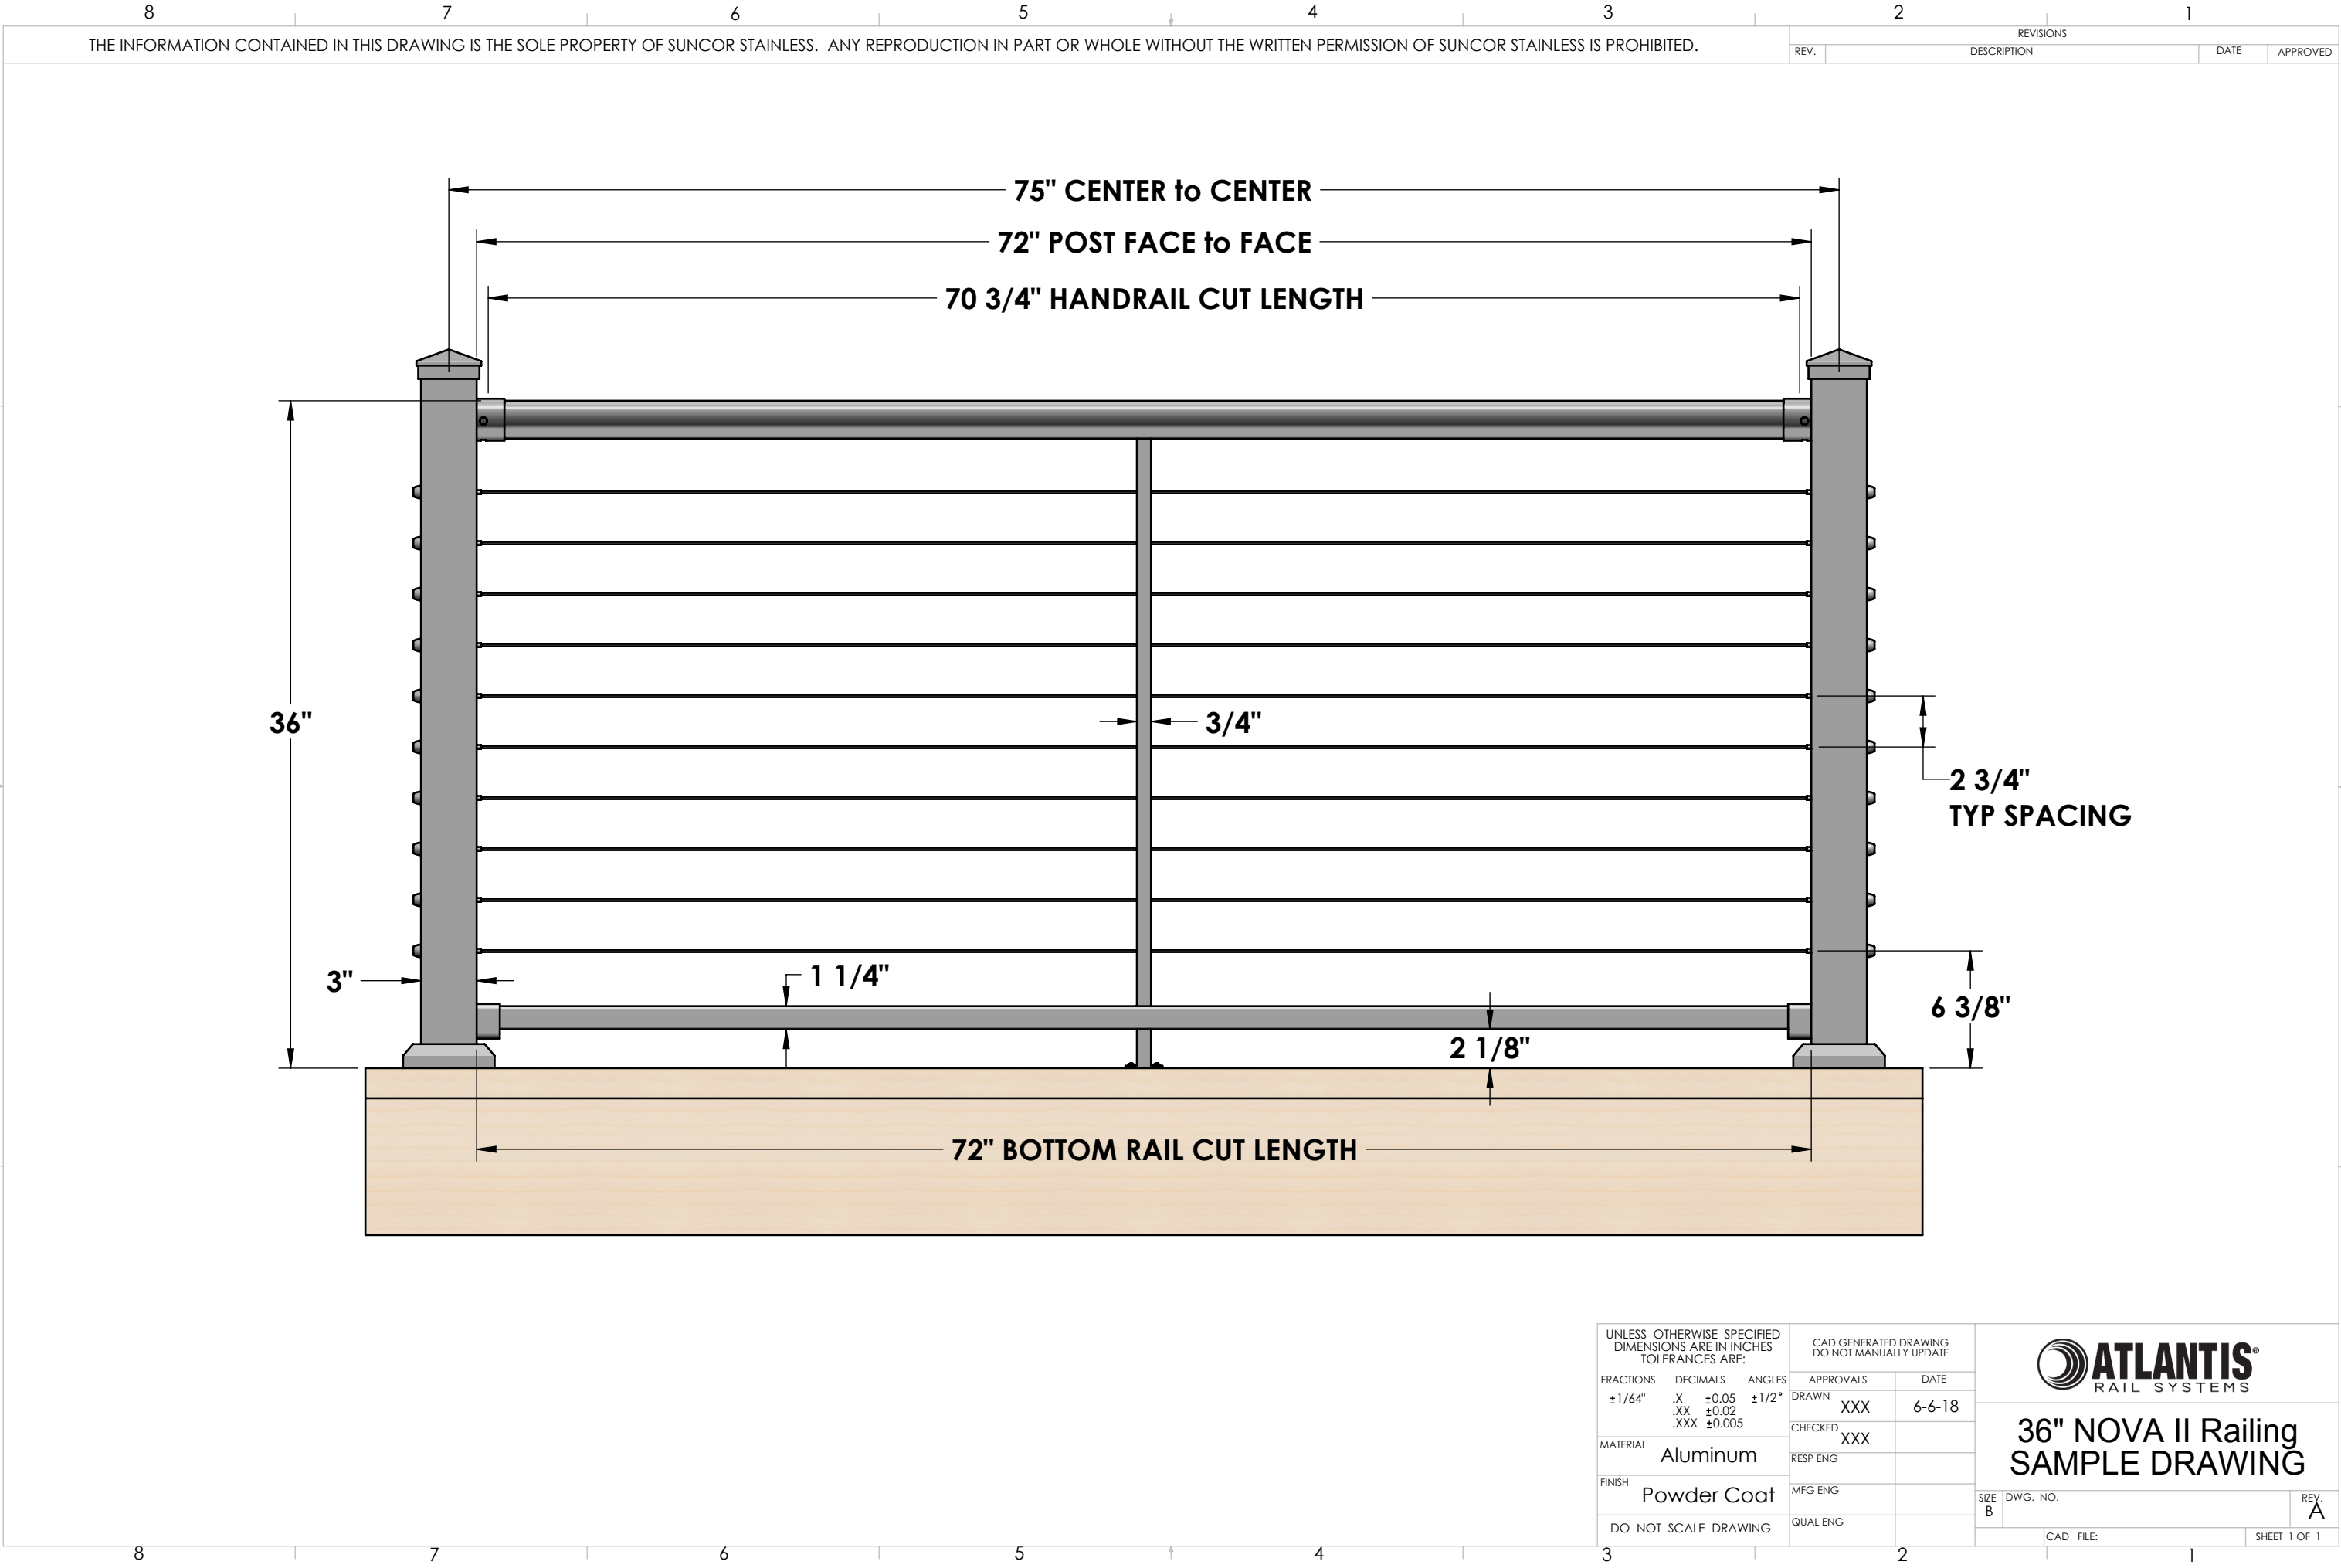 8 7 6 5 4 3 2 1
THE INFORMATION CONTAINED IN THIS DRAWING IS THE SOLE PROPERTY OF SUNCOR STAINLESS. ANY REPRODUCTION IN PART OR WHOLE WITHOUT THE WRITTEN PERMISSION OF SUNCOR STAINLESS IS PROHIBITED.
REVISIONS
REV. DESCRIPTION DATE APPROVED
75" CENTER to CENTER
72" POST FACE to FACE
70 3/4" HANDRAIL CUT LENGTH
36"
3/4"
2 3/4"
TYP SPACING
3"
1 1/4"
6 3/8"
2 1/8"
72" BOTTOM RAIL CUT LENGTH
UNLESS OTHERWISE SPECIFIED
DIMENSIONS ARE IN INCHES
TOLERANCES ARE:
FRACTIONS DECIMALS ANGLES
±1/64" .X ±0.05 ±1/2°
.XX ±0.02
.XXX ±0.005
MATERIAL
Aluminum
FINISH
Powder Coat
DO NOT SCALE DRAWING
CAD GENERATED DRAWING
DO NOT MANUALLY UPDATE
APPROVALS DATE
DRAWN XXX 6-6-18
CHECKED XXX
RESP ENG
MFG ENG
QUAL ENG
ATLANTIS®
RAIL SYSTEMS
36" NOVA II Railing
SAMPLE DRAWING
SIZE DWG. NO. REV.
B A
CAD FILE: SHEET 1 OF 1
8 7 6 5 4 3 2 1